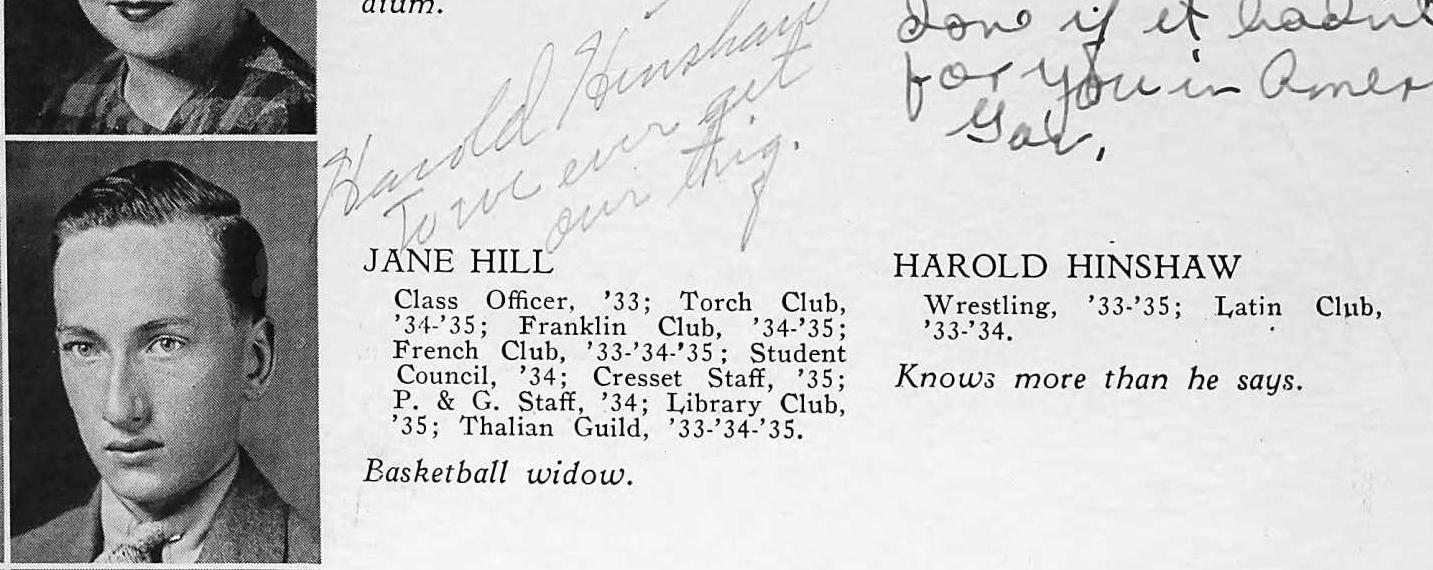 dium.
Harold Hinshaw
To we ever get
our thig.
done if it hadn't
for you in Amer
Gov,
JANE HILL
Class Officer, '33; Torch Club,
'34-'35; Franklin Club, '34-'35;
French Club, '33-'34-'35; Student
Council, '34; Cresset Staff, '35;
P. & G. Staff, '34; Library Club,
'35; Thalian Guild, '33-'34-'35.
Basketball widow.
HAROLD HINSHAW
Wrestling, '33-'35; Latin Club,
'33-'34.
Knows more than he says.